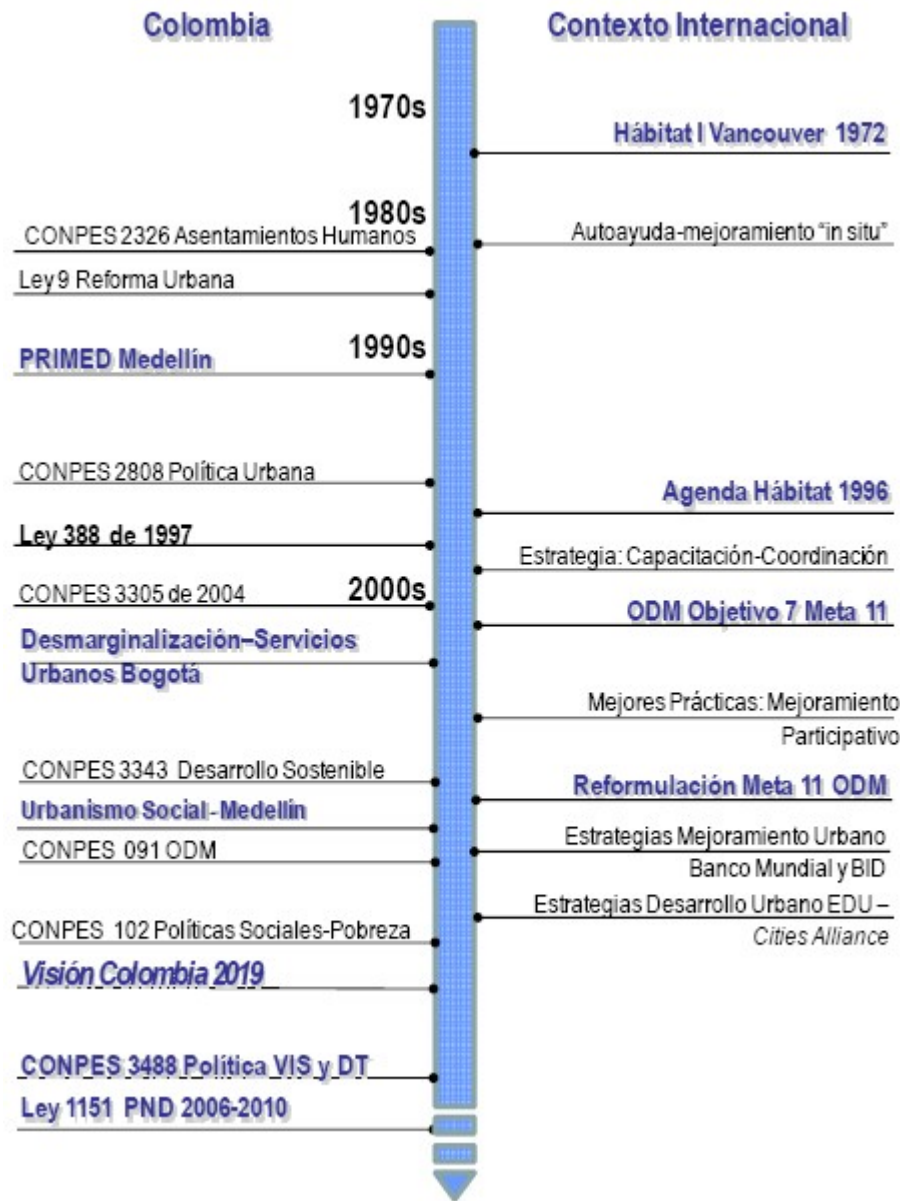 Colombia
Contexto Internacional
1970s
Hábitat I Vancouver 1972
1980s
CONPES 2326 Asentamientos Humanos
Autoayuda-mejoramiento “in situ”
Ley 9 Reforma Urbana
1990s
PRIMED Medellín
CONPES 2808 Política Urbana
Agenda Hábitat 1996
Ley 388 de 1997
Estrategia: Capacitación-Coordinación
2000s
CONPES 3305 de 2004
ODM Objetivo 7 Meta 11
Desmarginalización–Servicios
Urbanos Bogotá
Mejores Prácticas: Mejoramiento
Participativo
CONPES 3343 Desarrollo Sostenible
Reformulación Meta 11 ODM
Urbanismo Social - Medellín
Estrategias Mejoramiento Urbano
Banco Mundial y BID
CONPES 091 ODM
Estrategias Desarrollo Urbano EDU –
Cities Alliance
CONPES 102 Políticas Sociales-Pobreza
Visión Colombia 2019
CONPES 3488 Política VIS y DT
Ley 1151 PND 2006-2010